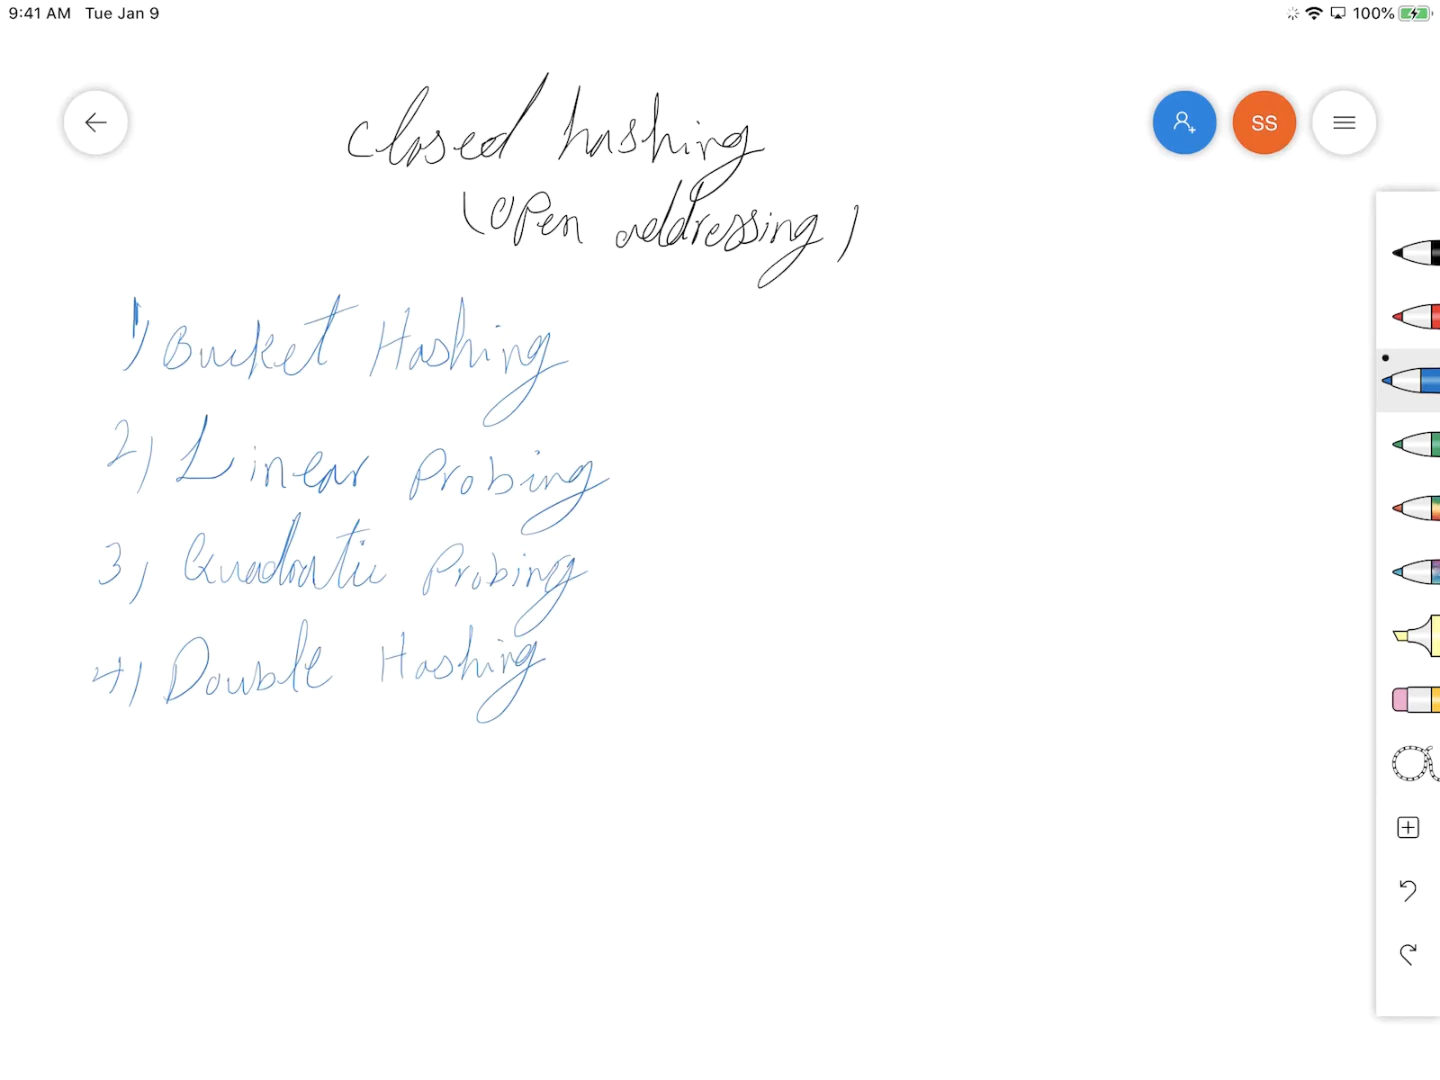 9:41 AM Tue Jan 9
100%
closed hashing
SS
(open addressing)
1) Bucket Hashing
2) Linear Probing
3) Quadratic Probing
4) Double Hashing